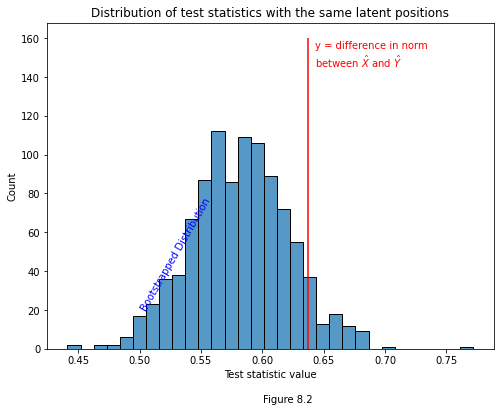 Distribution of test statistics with the same latent positions
160
140
120
100
80
60
40
20
0
Count
y = difference in norm
between X̂ and Ŷ
Bootstrapped Distribution
0.45 0.50 0.55 0.60 0.65 0.70 0.75
Test statistic value
Figure 8.2